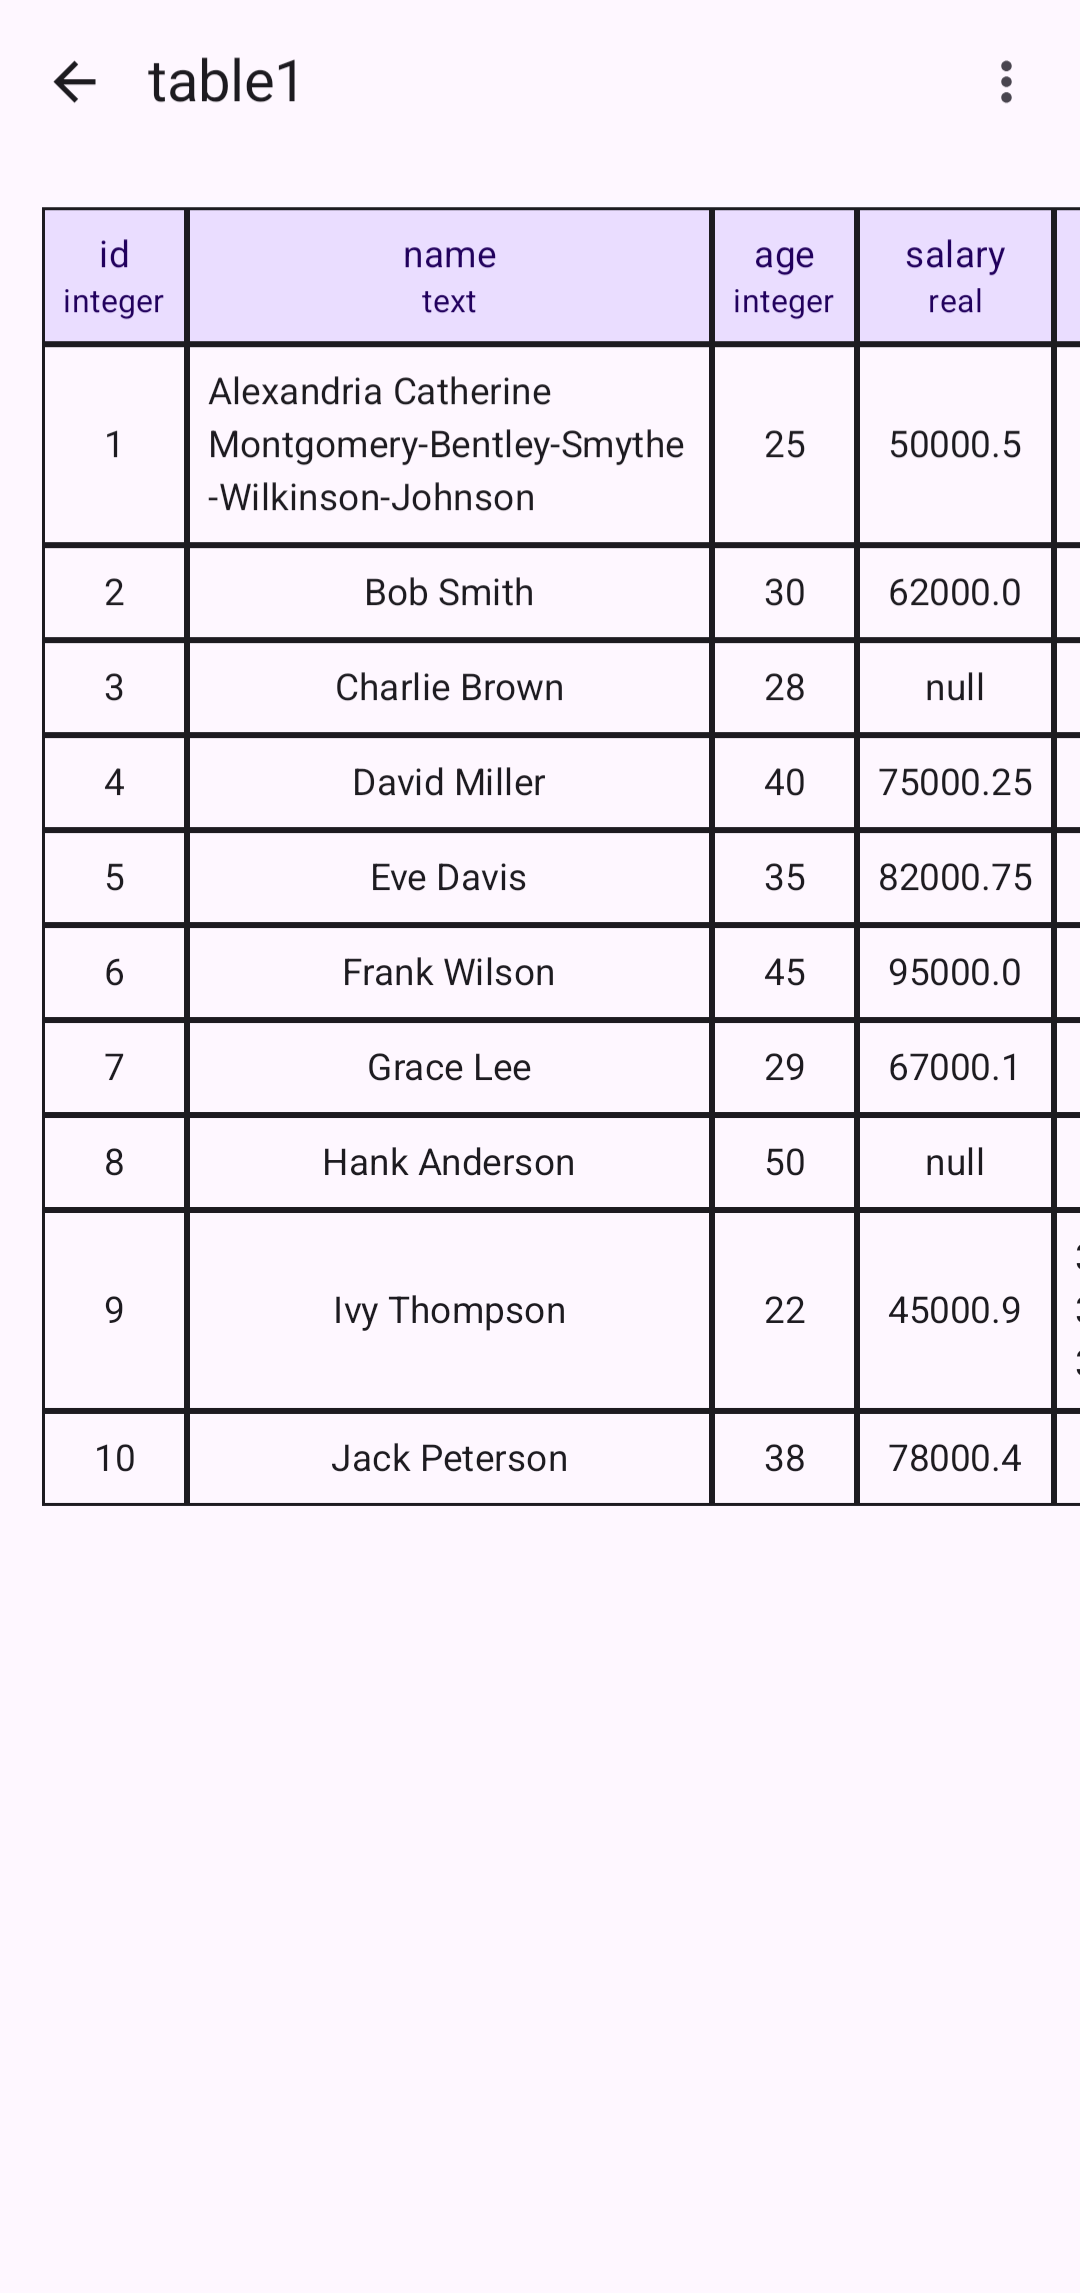 table1
id name age salary
integer text integer real
1 Alexandria Catherine Montgomery-Bentley-Smythe-Wilkinson-Johnson 25 50000.5
2 Bob Smith 30 62000.0
3 Charlie Brown 28 null
4 David Miller 40 75000.25
5 Eve Davis 35 82000.75
6 Frank Wilson 45 95000.0
7 Grace Lee 29 67000.1
8 Hank Anderson 50 null
9 Ivy Thompson 22 45000.9
10 Jack Peterson 38 78000.4